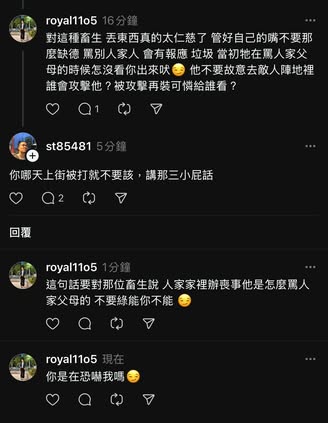 royal11o5 16分鐘
對這種畜生 丟東西真的太仁慈了 管好自己的嘴不要那
麼缺德 罵別人家人 會有報應 垃圾 當初牠在罵人家父
母的時候怎沒看你出來吠😏 他不要故意去敵人陣地裡
誰會攻擊他？被攻擊再裝可憐給誰看？
1
st85481 5分鐘
你哪天上街被打就不要該，講那三小屁話
2
回覆
royal11o5 1分鐘
這句話要對那位畜生說 人家家裡辦喪事他是怎麼罵人
家父母的 不要綠能你不能 😏
royal11o5 現在
你是在恐嚇我嗎😏